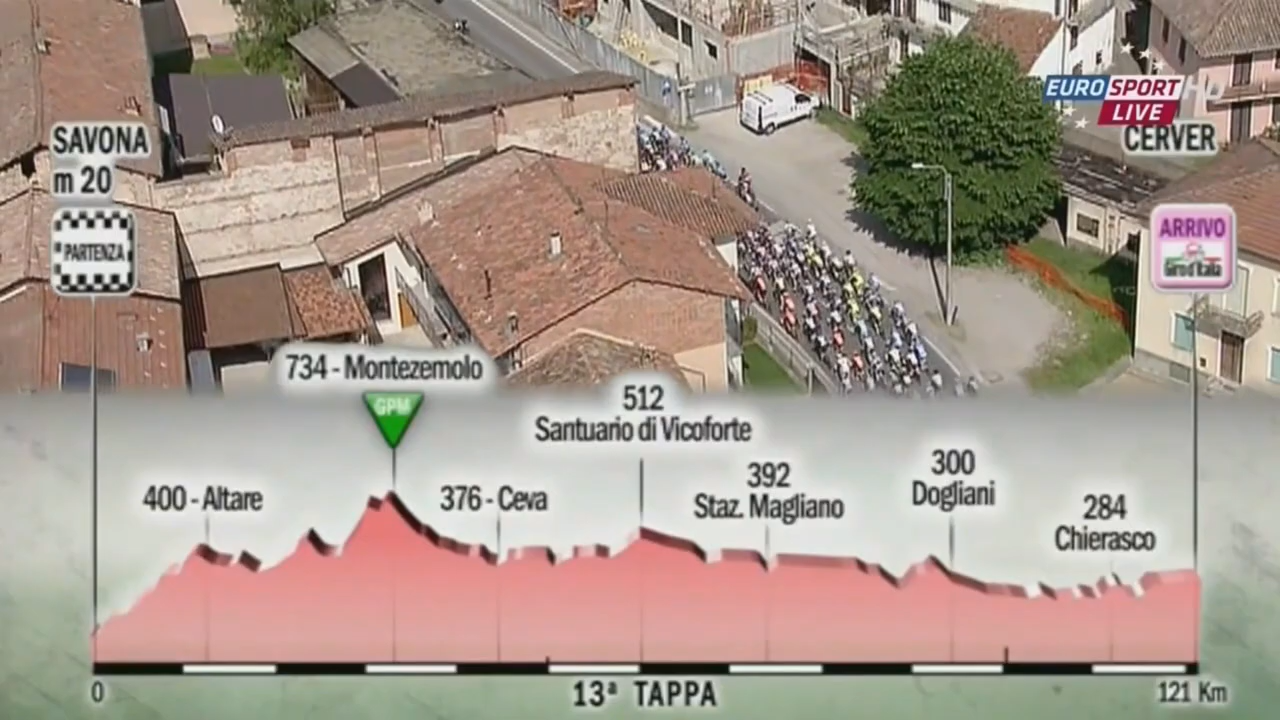 EUROSPORT HD
LIVE
SAVONA
m 20
PARTENZA
CERVER
ARRIVO
Giro d'Italia
734 - Montezemolo
GPM
512
Santuario di Vicoforte
400 - Altare
376 - Ceva
392
Staz. Magliano
300
Dogliani
284
Chierasco
0
13ª TAPPA
121 Km